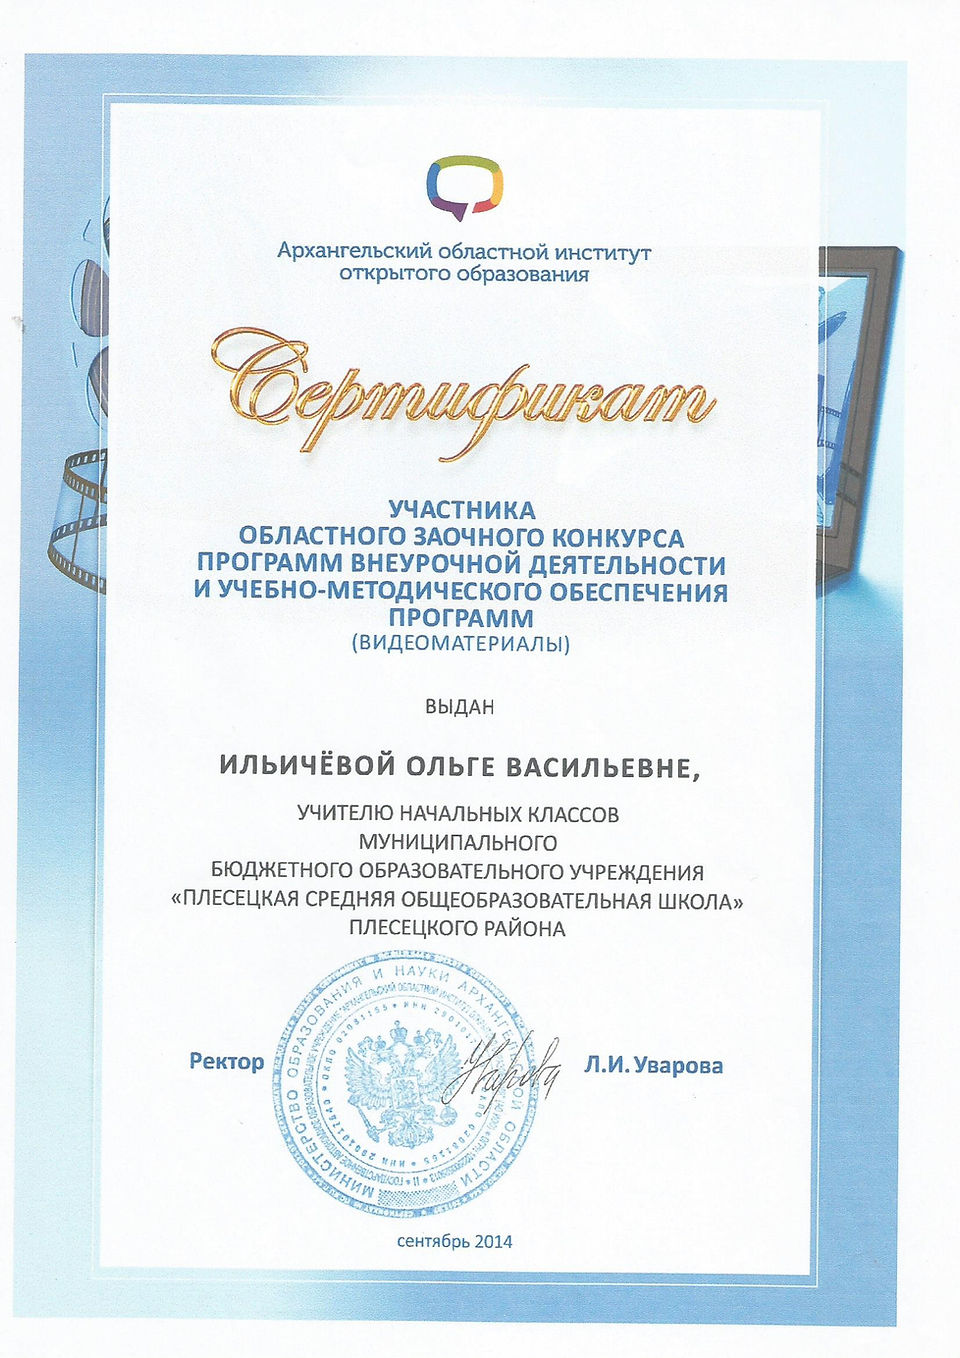 Архангельский областной институт
открытого образования
Сертификат
УЧАСТНИКА
ОБЛАСТНОГО ЗАОЧНОГО КОНКУРСА
ПРОГРАММ ВНЕУРОЧНОЙ ДЕЯТЕЛЬНОСТИ
И УЧЕБНО-МЕТОДИЧЕСКОГО ОБЕСПЕЧЕНИЯ
ПРОГРАММ
(ВИДЕОМАТЕРИАЛЫ)
ВЫДАН
ИЛЬИЧЁВОЙ ОЛЬГЕ ВАСИЛЬЕВНЕ,
УЧИТЕЛЮ НАЧАЛЬНЫХ КЛАССОВ
МУНИЦИПАЛЬНОГО
БЮДЖЕТНОГО ОБРАЗОВАТЕЛЬНОГО УЧРЕЖДЕНИЯ
«ПЛЕСЕЦКАЯ СРЕДНЯЯ ОБЩЕОБРАЗОВАТЕЛЬНАЯ ШКОЛА»
ПЛЕСЕЦКОГО РАЙОНА
МИНИСТЕРСТВО ОБРАЗОВАНИЯ И НАУКИ АРХАНГЕЛЬСКОЙ ОБЛАСТИ
Ректор
Уварова
Л.И. Уварова
сентябрь 2014